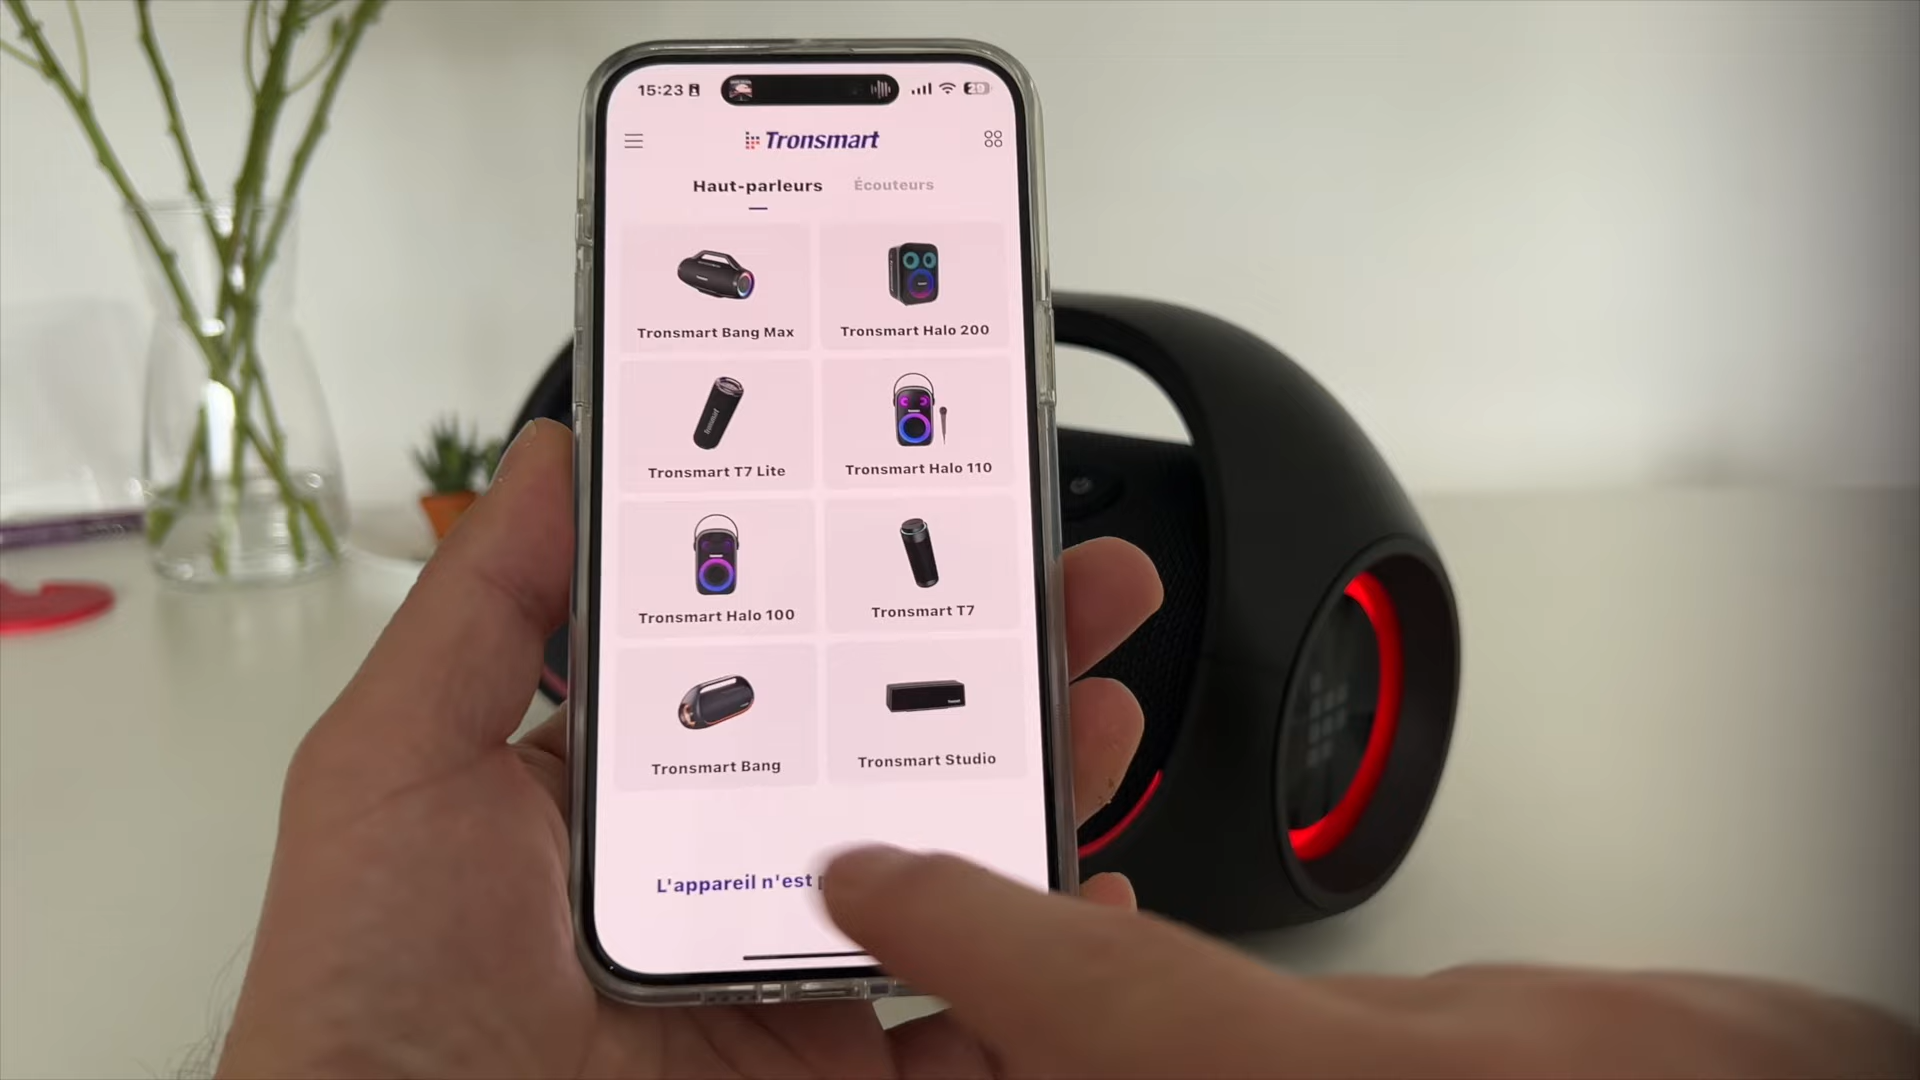 15:23
29
Tronsmart
Haut-parleurs Écouteurs
Tronsmart Bang Max
Tronsmart Halo 200
Tronsmart T7 Lite
Tronsmart Halo 110
Tronsmart Halo 100
Tronsmart T7
Tronsmart Bang
Tronsmart Studio
L'appareil n'est